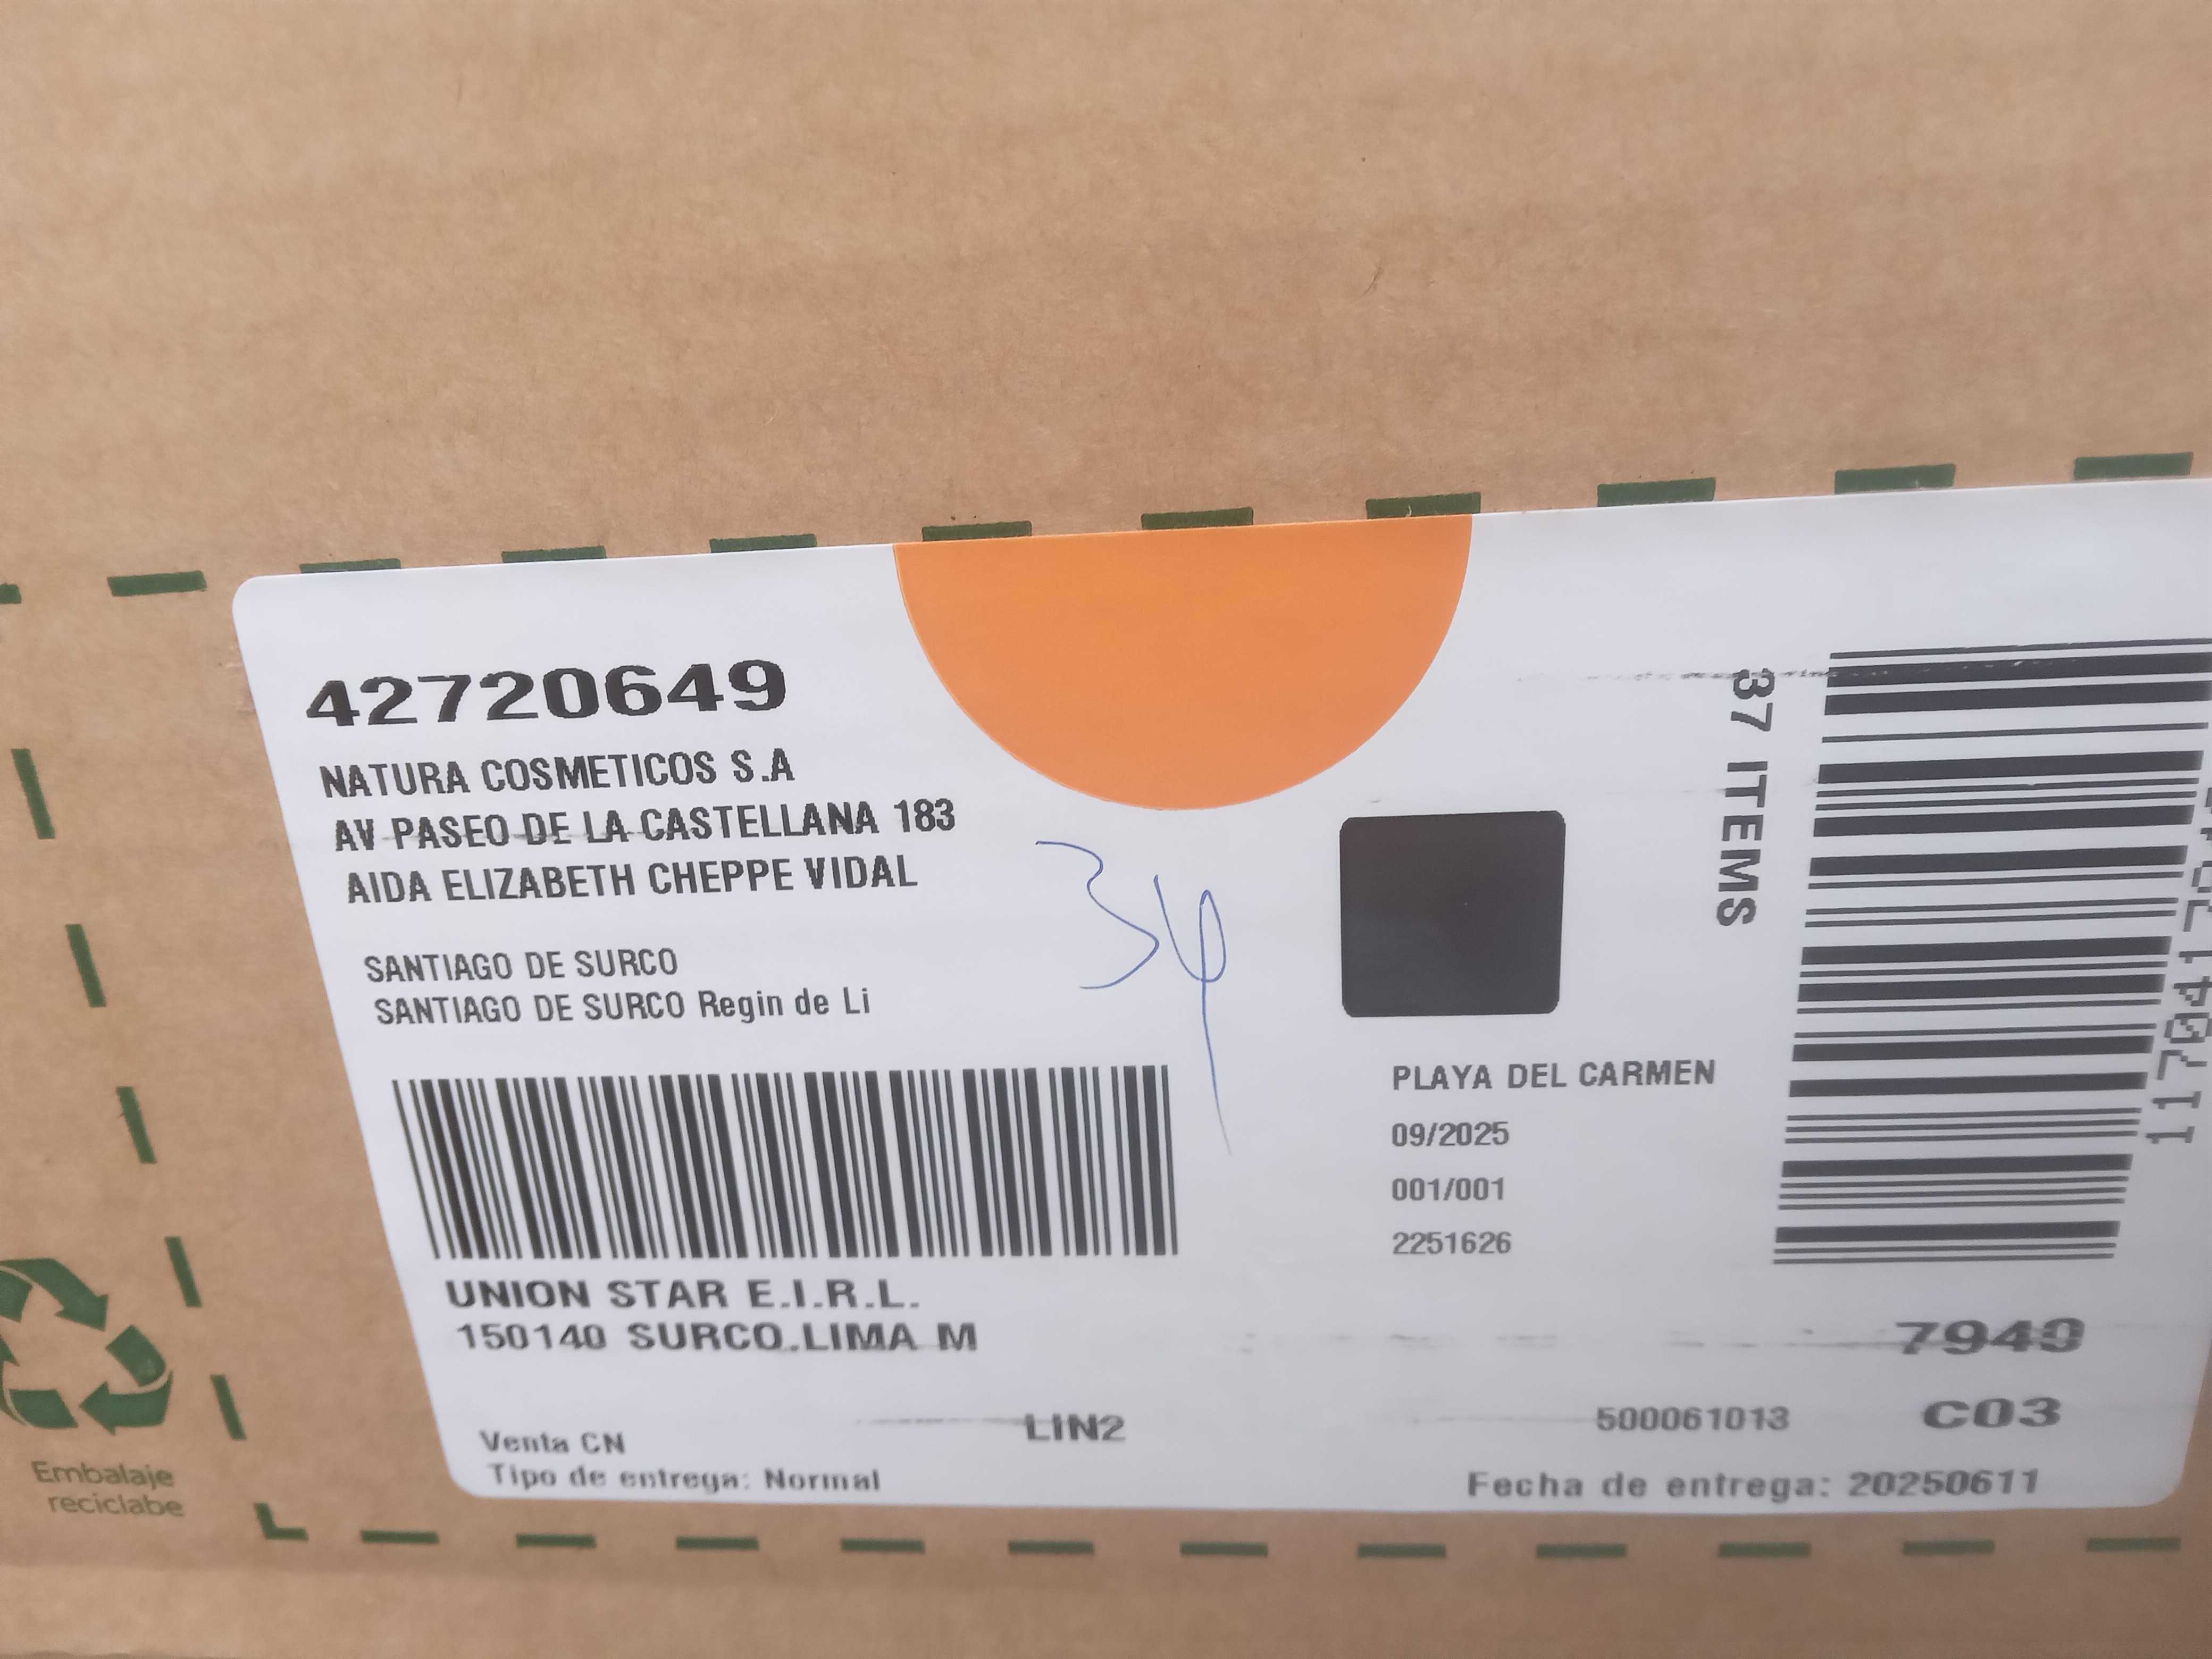 42720649
NATURA COSMETICOS S.A
AV PASEO DE LA CASTELLANA 183
AIDA ELIZABETH CHEPPE VIDAL
SANTIAGO DE SURCO
SANTIAGO DE SURCO Regin de Li
34
37 ITEMS
PLAYA DEL CARMEN
09/2025
001/001
2251626
UNION STAR E.I.R.L.
150140 SURCO.LIMA M
7940
LIN2
500061013
C03
Venta CN
Tipo de entrega: Normal
Fecha de entrega: 20250611
Embalaje
reciclabe